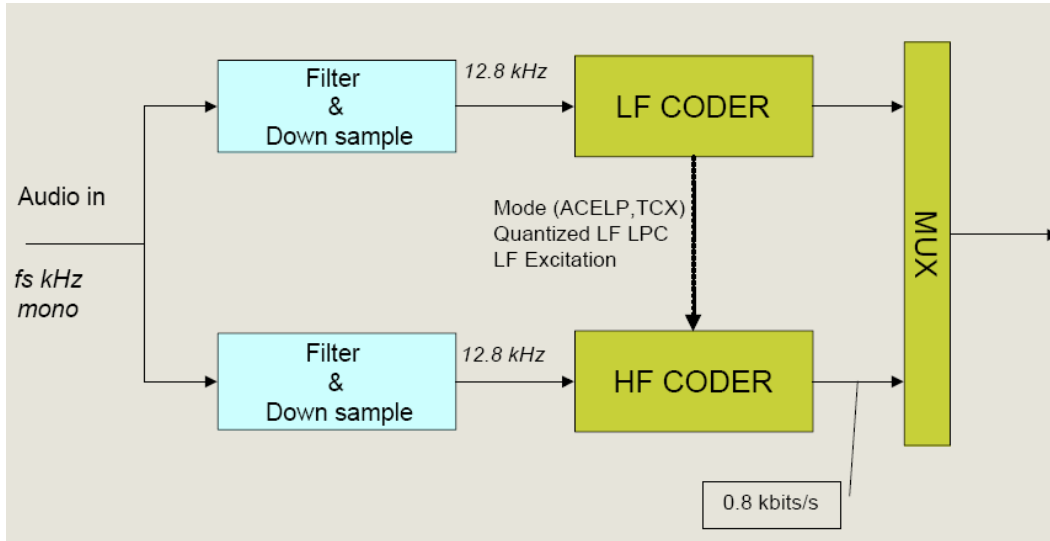 Filter
&
Down sample
12.8 kHz
LF CODER
Audio in
fs kHz
mono
Mode (ACELP,TCX)
Quantized LF LPC
LF Excitation
MUX
Filter
&
Down sample
12.8 kHz
HF CODER
0.8 kbits/s